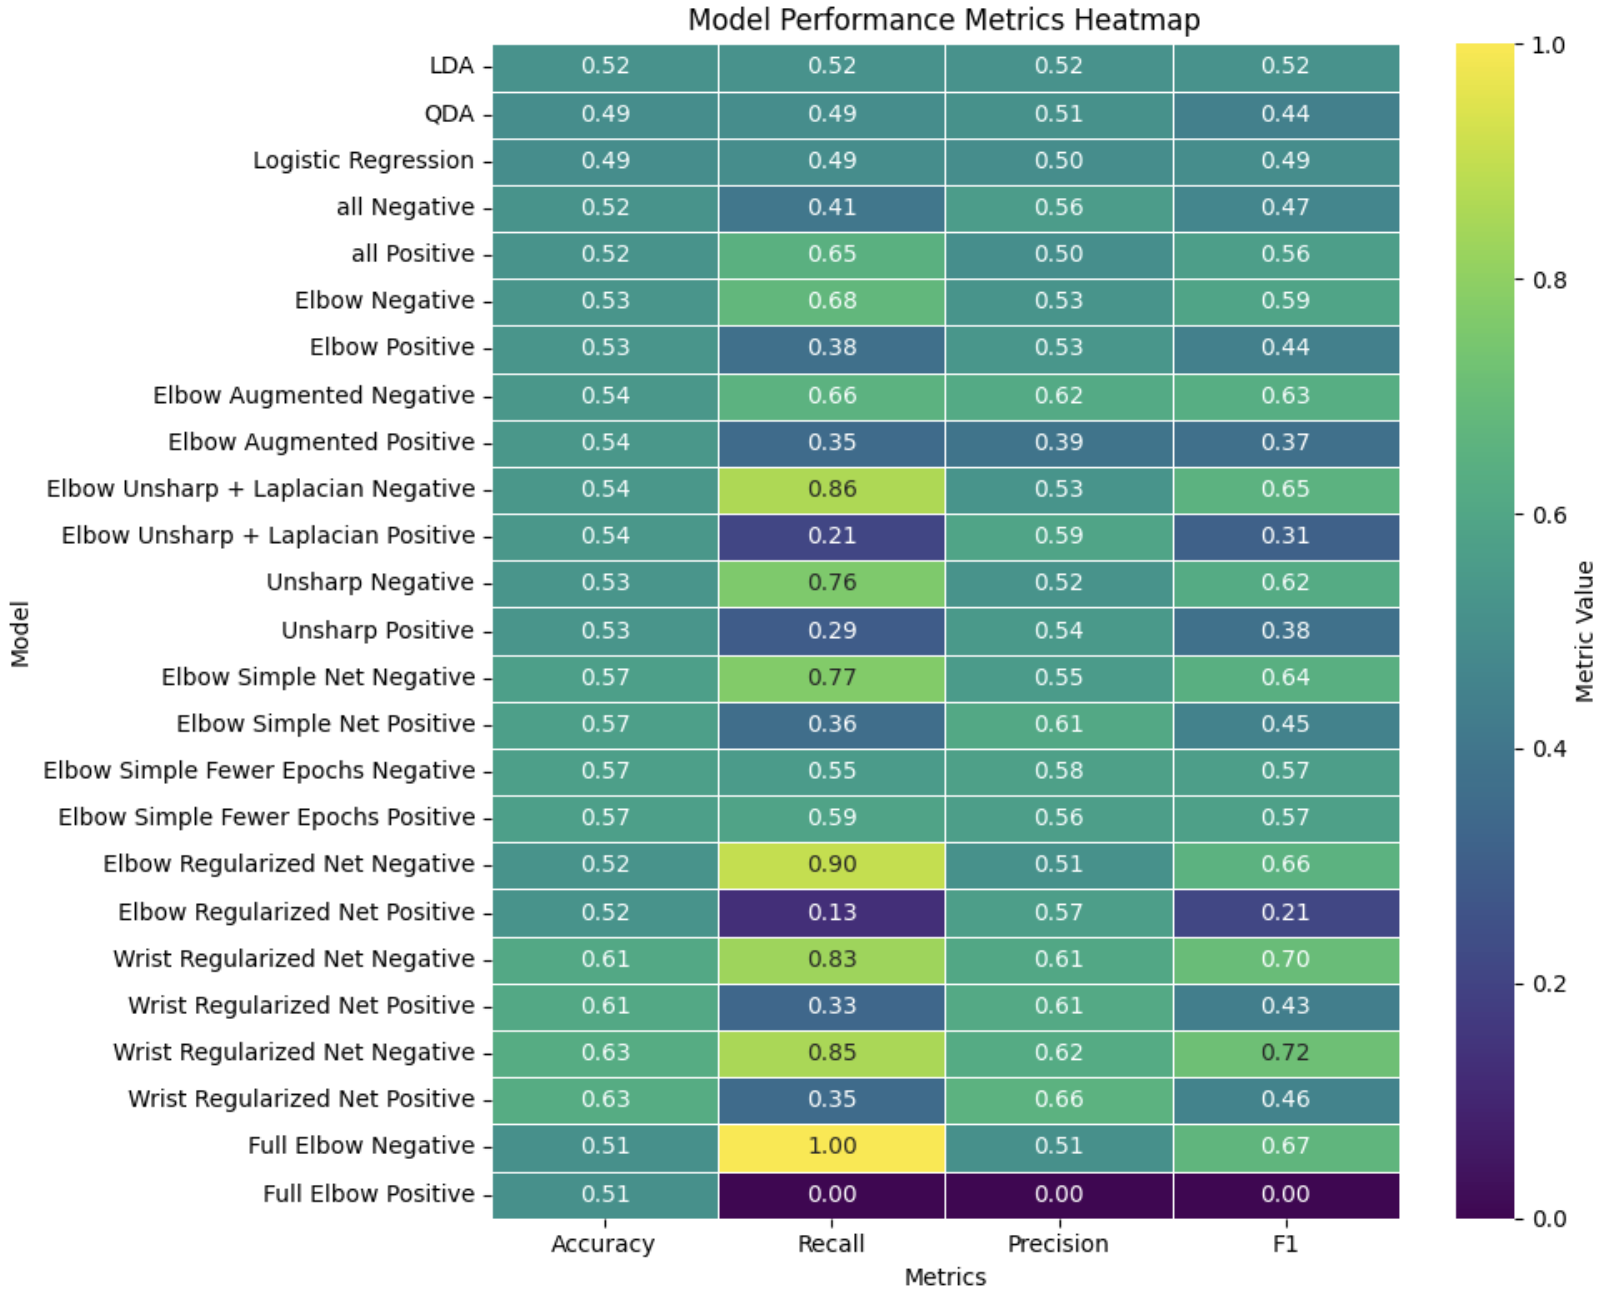 Model Performance Metrics Heatmap
LDA 0.52 0.52 0.52 0.52
QDA 0.49 0.49 0.51 0.44
Logistic Regression 0.49 0.49 0.50 0.49
all Negative 0.52 0.41 0.56 0.47
all Positive 0.52 0.65 0.50 0.56
Elbow Negative 0.53 0.68 0.53 0.59
Elbow Positive 0.53 0.38 0.53 0.44
Elbow Augmented Negative 0.54 0.66 0.62 0.63
Elbow Augmented Positive 0.54 0.35 0.39 0.37
Elbow Unsharp + Laplacian Negative 0.54 0.86 0.53 0.65
Elbow Unsharp + Laplacian Positive 0.54 0.21 0.59 0.31
Unsharp Negative 0.53 0.76 0.52 0.62
Unsharp Positive 0.53 0.29 0.54 0.38
Elbow Simple Net Negative 0.57 0.77 0.55 0.64
Elbow Simple Net Positive 0.57 0.36 0.61 0.45
Elbow Simple Fewer Epochs Negative 0.57 0.55 0.58 0.57
Elbow Simple Fewer Epochs Positive 0.57 0.59 0.56 0.57
Elbow Regularized Net Negative 0.52 0.90 0.51 0.66
Elbow Regularized Net Positive 0.52 0.13 0.57 0.21
Wrist Regularized Net Negative 0.61 0.83 0.61 0.70
Wrist Regularized Net Positive 0.61 0.33 0.61 0.43
Wrist Regularized Net Negative 0.63 0.85 0.62 0.72
Wrist Regularized Net Positive 0.63 0.35 0.66 0.46
Full Elbow Negative 0.51 1.00 0.51 0.67
Full Elbow Positive 0.51 0.00 0.00 0.00
Accuracy Recall Precision F1
Metrics
Model
1.0
0.8
0.6
0.4
0.2
0.0
Metric Value